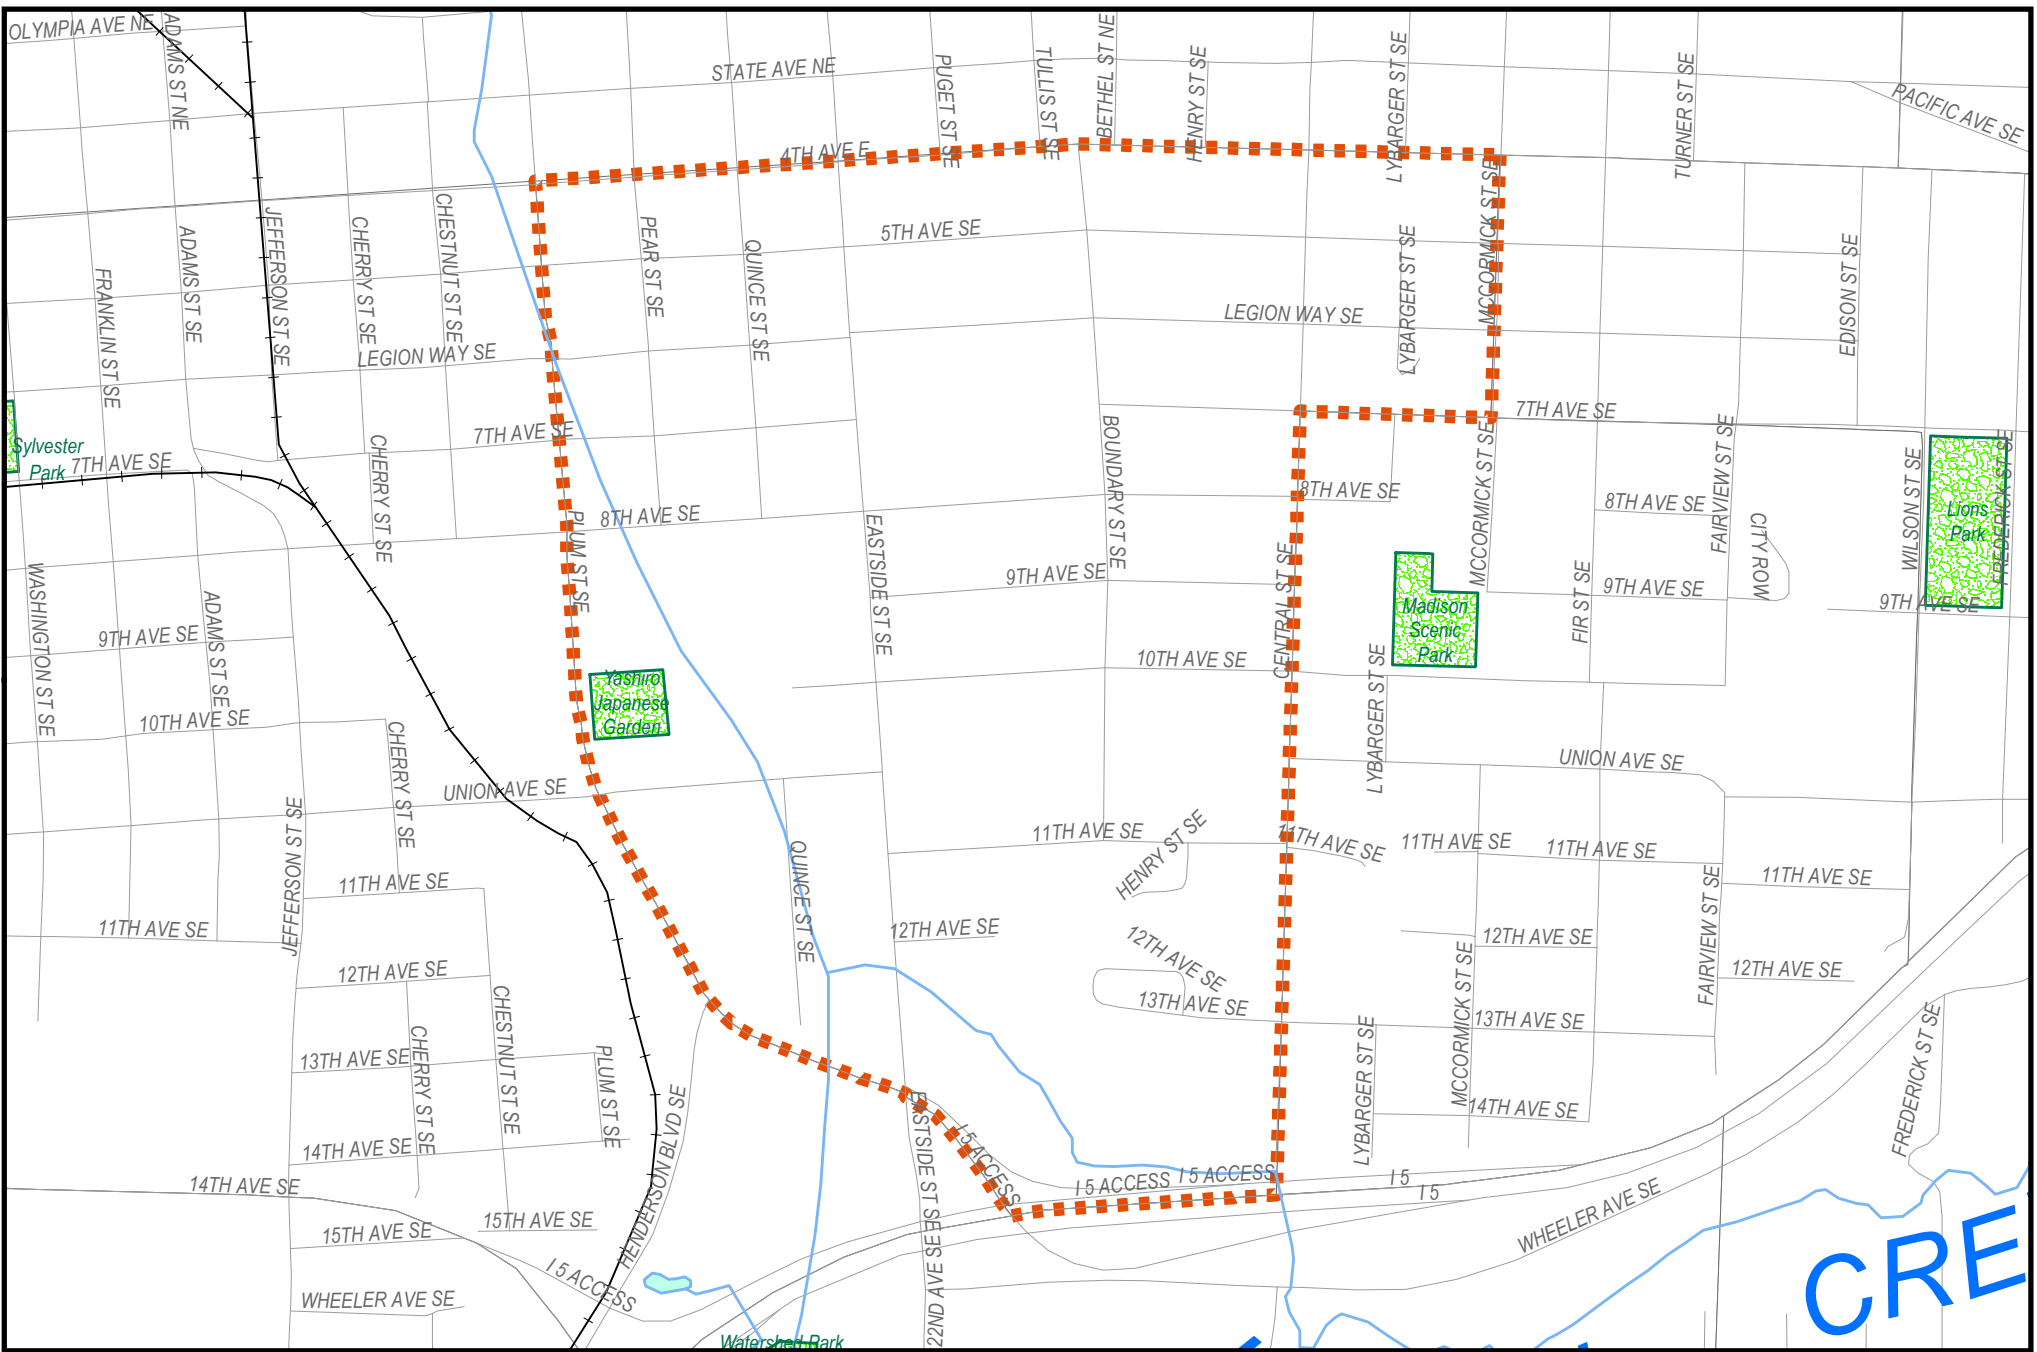 OLYMPIA AVE NE
ADAMS ST NE
STATE AVE NE
PUGET ST SE
TULLIS ST SE
BETHEL ST NE
HENRY ST SE
LYBARGER ST SE
TURNER ST SE
PACIFIC AVE SE
4TH AVE E
MCCORMICK ST SE
JEFFERSON ST SE
CHERRY ST SE
CHESTNUT ST SE
PEAR ST SE
QUINCE ST SE
5TH AVE SE
ADAMS ST SE
FRANKLIN ST SE
LEGION WAY SE
LEGION WAY SE
LYBARGER ST SE
EDISON ST SE
Sylvester
Park
7TH AVE SE
CHERRY ST SE
7TH AVE SE
7TH AVE SE
BOUNDARY ST SE
MCCORMICK ST SE
FAIRVIEW ST SE
WILSON ST SE
FREDERICK ST SE
Lions
Park
8TH AVE SE
8TH AVE SE
8TH AVE SE
CITY ROW
PLUM ST SE
EASTSIDE ST SE
WASHINGTON ST SE
ADAMS ST SE
9TH AVE SE
9TH AVE SE
CENTRAL ST SE
FIR ST SE
9TH AVE SE
9TH AVE SE
Madison
Scenic
Park
10TH AVE SE
10TH AVE SE
LYBARGER ST SE
Yashiro
Japanese
Garden
CHERRY ST SE
UNION AVE SE
UNION AVE SE
JEFFERSON ST SE
QUINCE ST SE
11TH AVE SE
HENRY ST SE
11TH AVE SE
11TH AVE SE
11TH AVE SE
11TH AVE SE
11TH AVE SE
11TH AVE SE
FAIRVIEW ST SE
12TH AVE SE
12TH AVE SE
12TH AVE SE
12TH AVE SE
12TH AVE SE
CHESTNUT ST SE
13TH AVE SE
13TH AVE SE
MCCORMICK ST SE
LYBARGER ST SE
FREDERICK ST SE
13TH AVE SE
CHERRY ST SE
PLUM ST SE
HENDERSON BLVD SE
EASTSIDE ST SE
I 5 ACCESS
14TH AVE SE
14TH AVE SE
14TH AVE SE
I 5 ACCESS
I 5 ACCESS
I 5
I 5
15TH AVE SE
15TH AVE SE
WHEELER AVE SE
22ND AVE SE
I 5 ACCESS
WHEELER AVE SE
CRE
Watershed Park